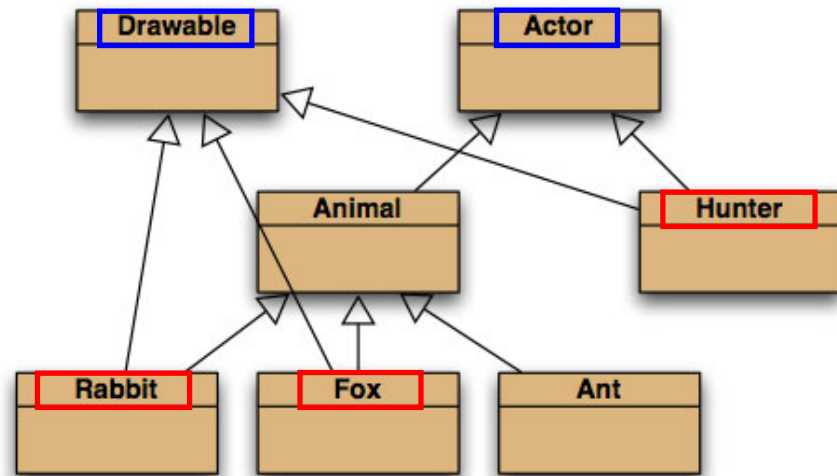 Drawable
Actor
Animal
Hunter
Rabbit
Fox
Ant